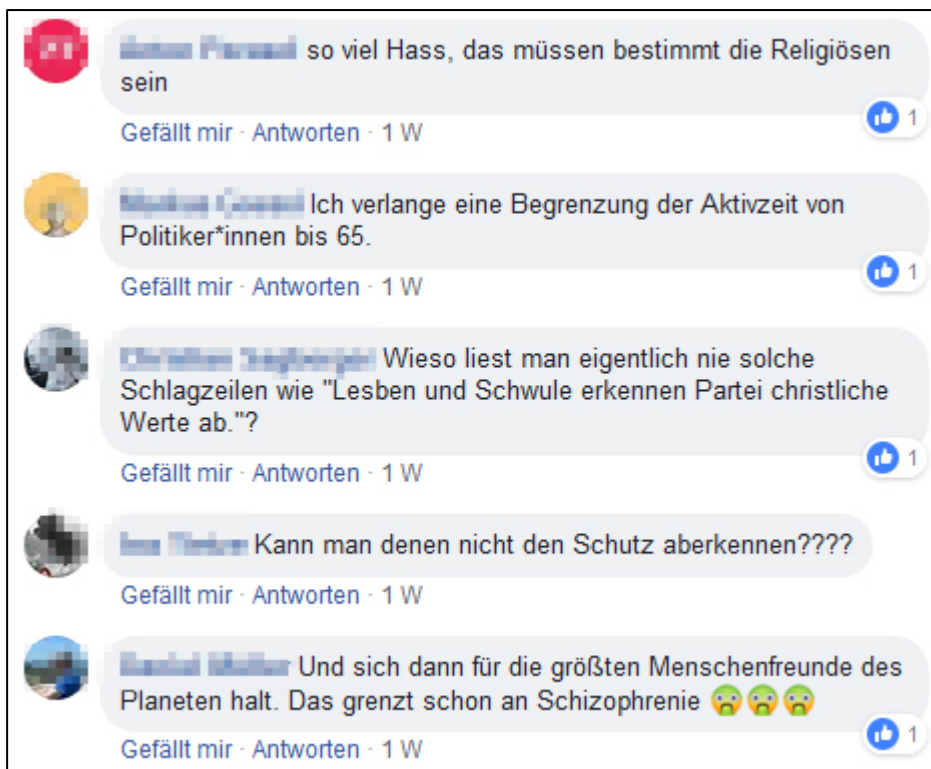 so viel Hass, das müssen bestimmt die Religiösen
sein
Gefällt mir · Antworten · 1 W
1
Ich verlange eine Begrenzung der Aktivzeit von
Politiker*innen bis 65.
Gefällt mir · Antworten · 1 W
1
Wieso liest man eigentlich nie solche
Schlagzeilen wie "Lesben und Schwule erkennen Partei christliche
Werte ab."?
Gefällt mir · Antworten · 1 W
1
Kann man denen nicht den Schutz aberkennen????
Gefällt mir · Antworten · 1 W
Und sich dann für die größten Menschenfreunde des
Planeten halt. Das grenzt schon an Schizophrenie
Gefällt mir · Antworten · 1 W
1